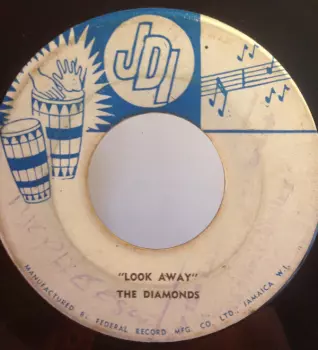 JDI
"LOOK AWAY"
THE DIAMONDS
MANUFACTURED BY FEDERAL RECORD MFG. CO LTD. JAMAICA W.I.